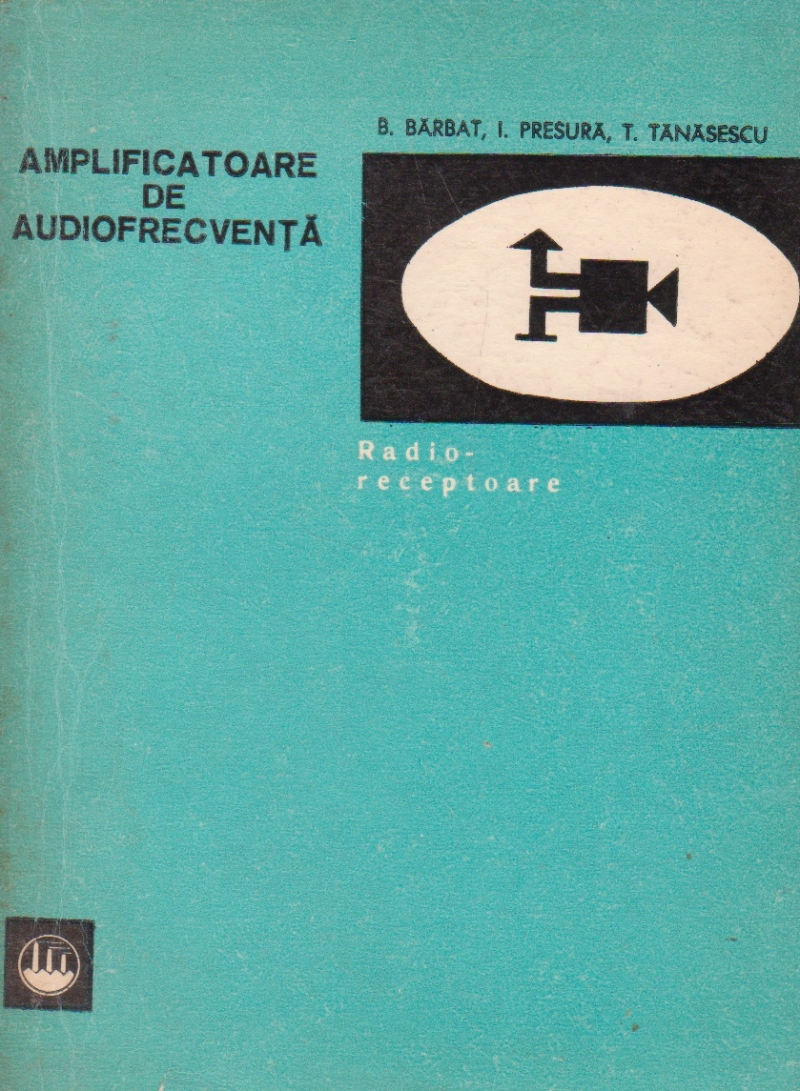 B. BĂRBAT, I. PRESURĂ, T. TĂNĂSESCU
AMPLIFICATOARE
DE
AUDIOFRECVENȚĂ
Radio-
receptoare